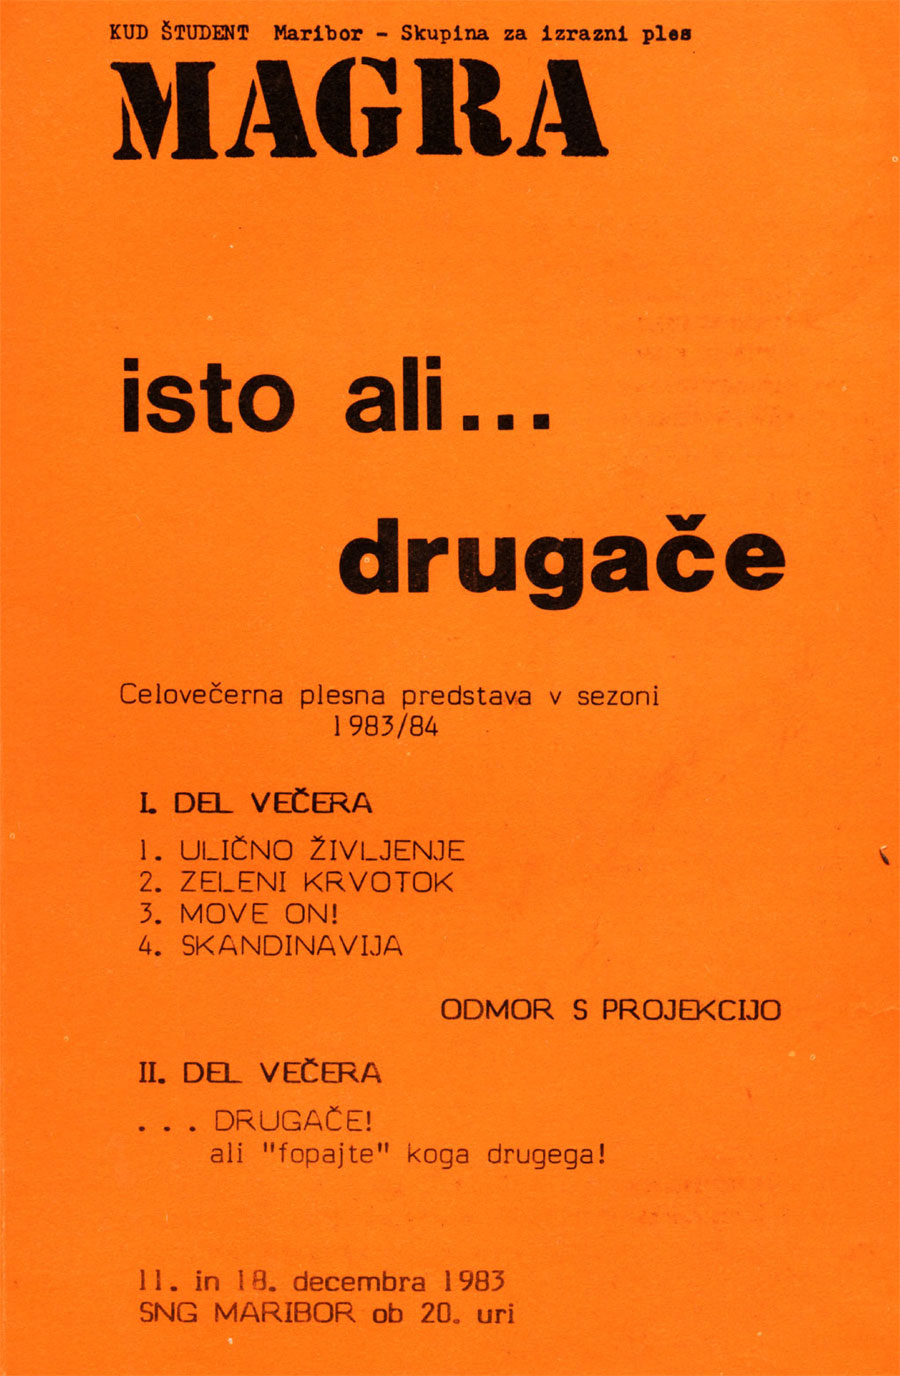 KUD ŠTUDENT Maribor - Skupina za izrazni ples
MAGRA
isto ali...
drugače
Celovečerna plesna predstava v sezoni
1983/84
I. DEL VEČERA
1. ULIČNO ŽIVLJENJE
2. ZELENI KRVOTOK
3. MOVE ON!
4. SKANDINAVIJA
ODMOR S PROJEKCIJO
II. DEL VEČERA
... DRUGAČE!
ali "fopajte" koga drugega!
11. in 18. decembra 1983
SNG MARIBOR ob 20. uri